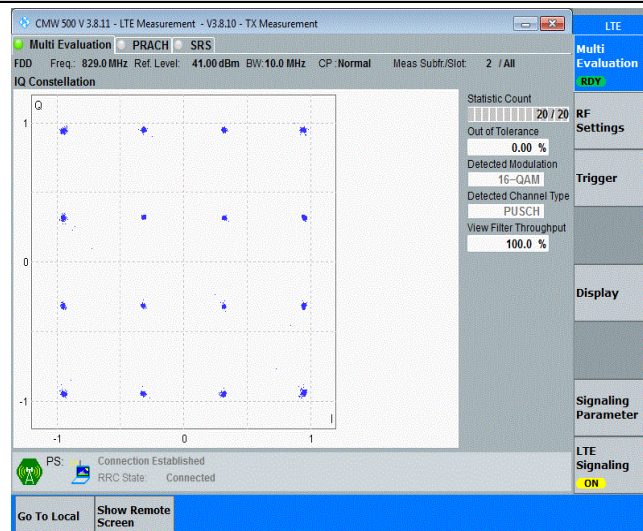 CMW 500 V 3.8.11 - LTE Measurement - V3.8.10 - TX Measurement
LTE
Multi Evaluation PRACH SRS
Multi
Evaluation
RDY
FDD Freq.: 829.0 MHz Ref. Level: 41.00 dBm BW: 10.0 MHz CP : Normal Meas Subfr./Slot: 2 / All
IQ Constellation
Q
1
0
-1
-1 0 1
I
Statistic Count
20 / 20
Out of Tolerance
0.00 %
Detected Modulation
16-QAM
Detected Channel Type
PUSCH
View Filter Throughput
100.0 %
RF
Settings
Trigger
Display
Signaling
Parameter
LTE
Signaling
ON
PS: Connection Established
RRC State: Connected
Go To Local
Show Remote
Screen